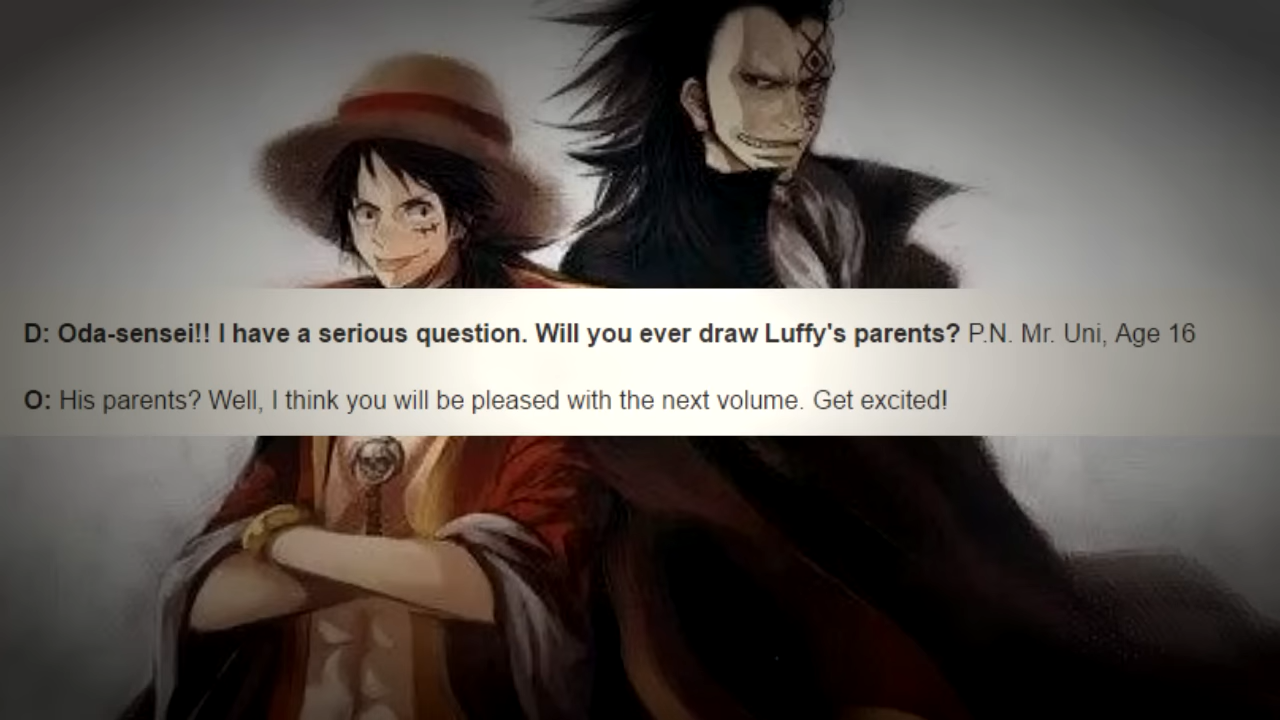 D: Oda-sensei!! I have a serious question. Will you ever draw Luffy's parents? P.N. Mr. Uni, Age 16
O: His parents? Well, I think you will be pleased with the next volume. Get excited!